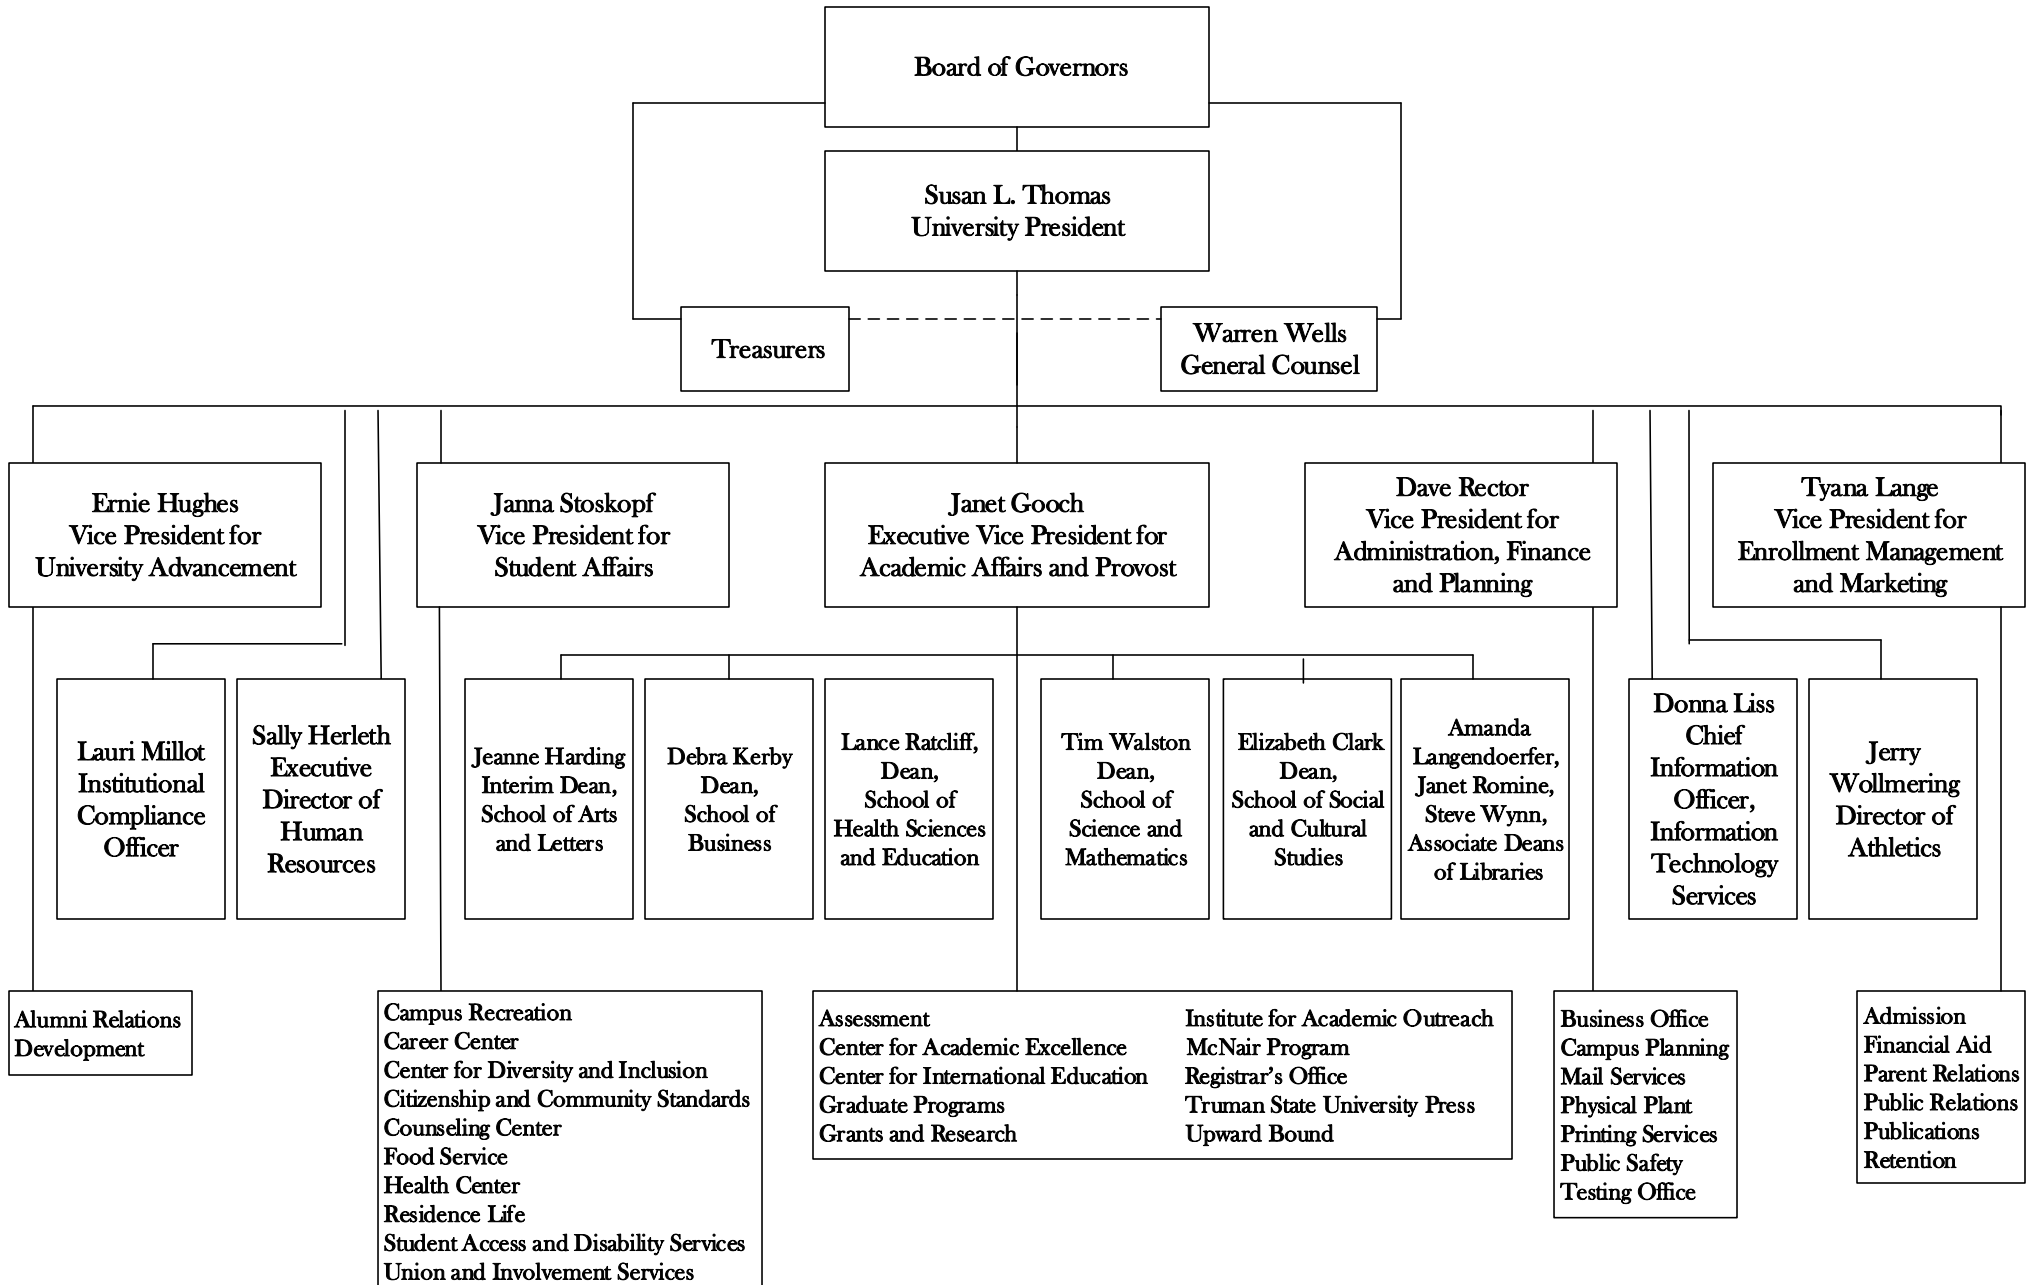 Board of Governors
Susan L. Thomas
University President
Treasurers
Warren Wells
General Counsel
Ernie Hughes
Vice President for
University Advancement
Janna Stoskopf
Vice President for
Student Affairs
Janet Gooch
Executive Vice President for
Academic Affairs and Provost
Dave Rector
Vice President for
Administration, Finance
and Planning
Tyana Lange
Vice President for
Enrollment Management
and Marketing
Lauri Millot
Institutional
Compliance
Officer
Sally Herleth
Executive
Director of
Human
Resources
Jeanne Harding
Interim Dean,
School of Arts
and Letters
Debra Kerby
Dean,
School of
Business
Lance Ratcliff,
Dean,
School of
Health Sciences
and Education
Tim Walston
Dean,
School of
Science and
Mathematics
Elizabeth Clark
Dean,
School of Social
and Cultural
Studies
Amanda
Langendoerfer,
Janet Romine,
Steve Wynn,
Associate Deans
of Libraries
Donna Liss
Chief
Information
Officer,
Information
Technology
Services
Jerry
Wollmering
Director of
Athletics
Alumni Relations
Development
Campus Recreation
Career Center
Center for Diversity and Inclusion
Citizenship and Community Standards
Counseling Center
Food Service
Health Center
Residence Life
Student Access and Disability Services
Union and Involvement Services
Assessment
Center for Academic Excellence
Center for International Education
Graduate Programs
Grants and Research
Institute for Academic Outreach
McNair Program
Registrar’s Office
Truman State University Press
Upward Bound
Business Office
Campus Planning
Mail Services
Physical Plant
Printing Services
Public Safety
Testing Office
Admission
Financial Aid
Parent Relations
Public Relations
Publications
Retention